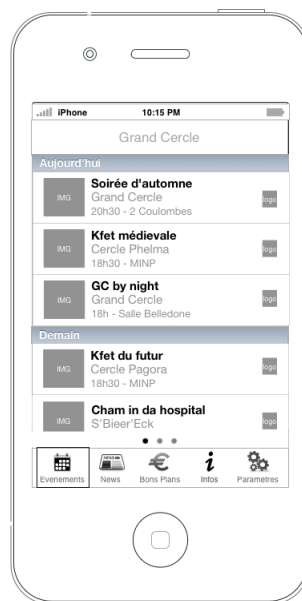 iPhone 10:15 PM
Grand Cercle
Aujourd'hui
IMG
Soirée d'automne
Grand Cercle
20h30 - 2 Coulombes
logo
IMG
Kfet médievale
Cercle Phelma
18h30 - MINP
logo
IMG
GC by night
Grand Cercle
18h - Salle Belledone
logo
Demain
IMG
Kfet du futur
Cercle Pagora
18h30 - MINP
logo
IMG
Cham in da hospital
S'Bieer'Eck
logo
NEWS
Evenements News Bons Plans Infos Parametres